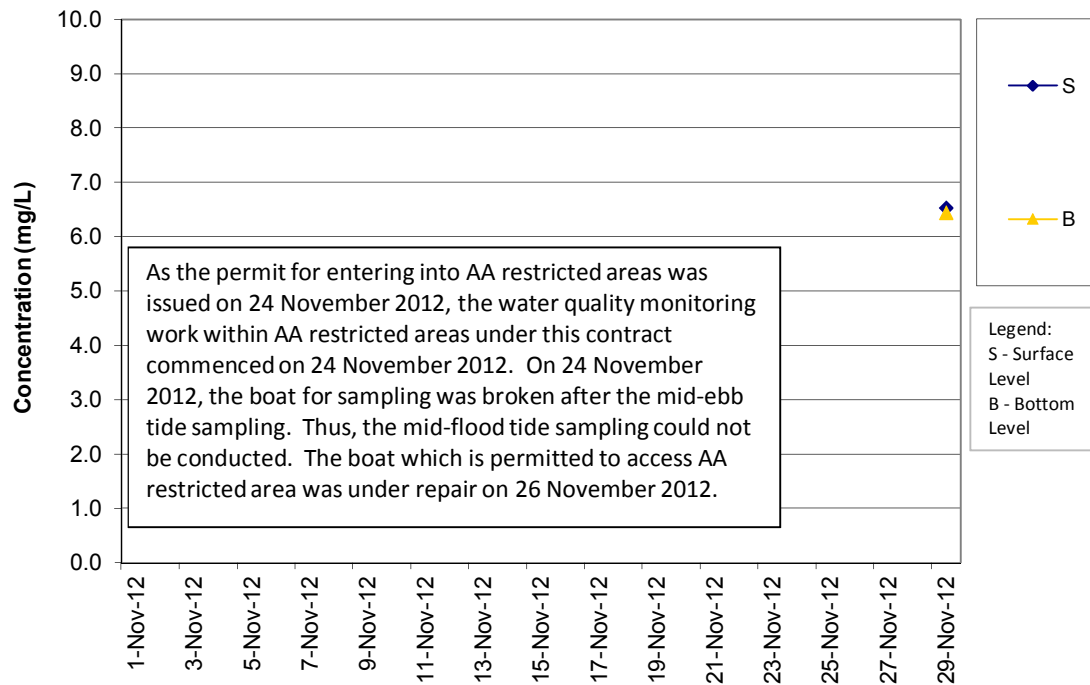 10.0
9.0
8.0
7.0
6.0
5.0
4.0
3.0
2.0
1.0
0.0
Concentration (mg/L)
As the permit for entering into AA restricted areas was
issued on 24 November 2012, the water quality monitoring
work within AA restricted areas under this contract
commenced on 24 November 2012. On 24 November
2012, the boat for sampling was broken after the mid-ebb
tide sampling. Thus, the mid-flood tide sampling could not
be conducted. The boat which is permitted to access AA
restricted area was under repair on 26 November 2012.
1-Nov-12
3-Nov-12
5-Nov-12
7-Nov-12
9-Nov-12
11-Nov-12
13-Nov-12
15-Nov-12
17-Nov-12
19-Nov-12
21-Nov-12
23-Nov-12
25-Nov-12
27-Nov-12
29-Nov-12
S
B
Legend:
S - Surface
Level
B - Bottom
Level